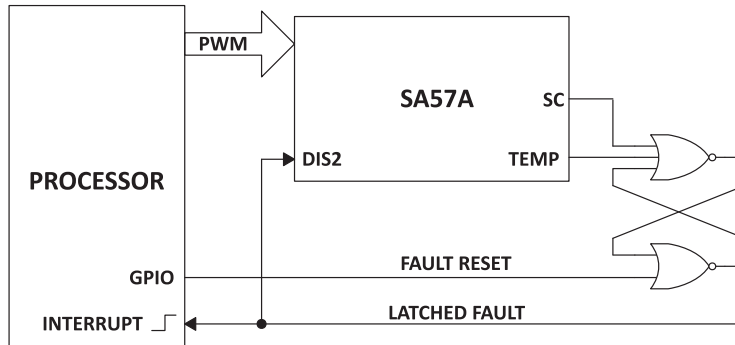 PWM
SA57A
SC
DIS2
TEMP
PROCESSOR
GPIO
FAULT RESET
INTERRUPT
LATCHED FAULT